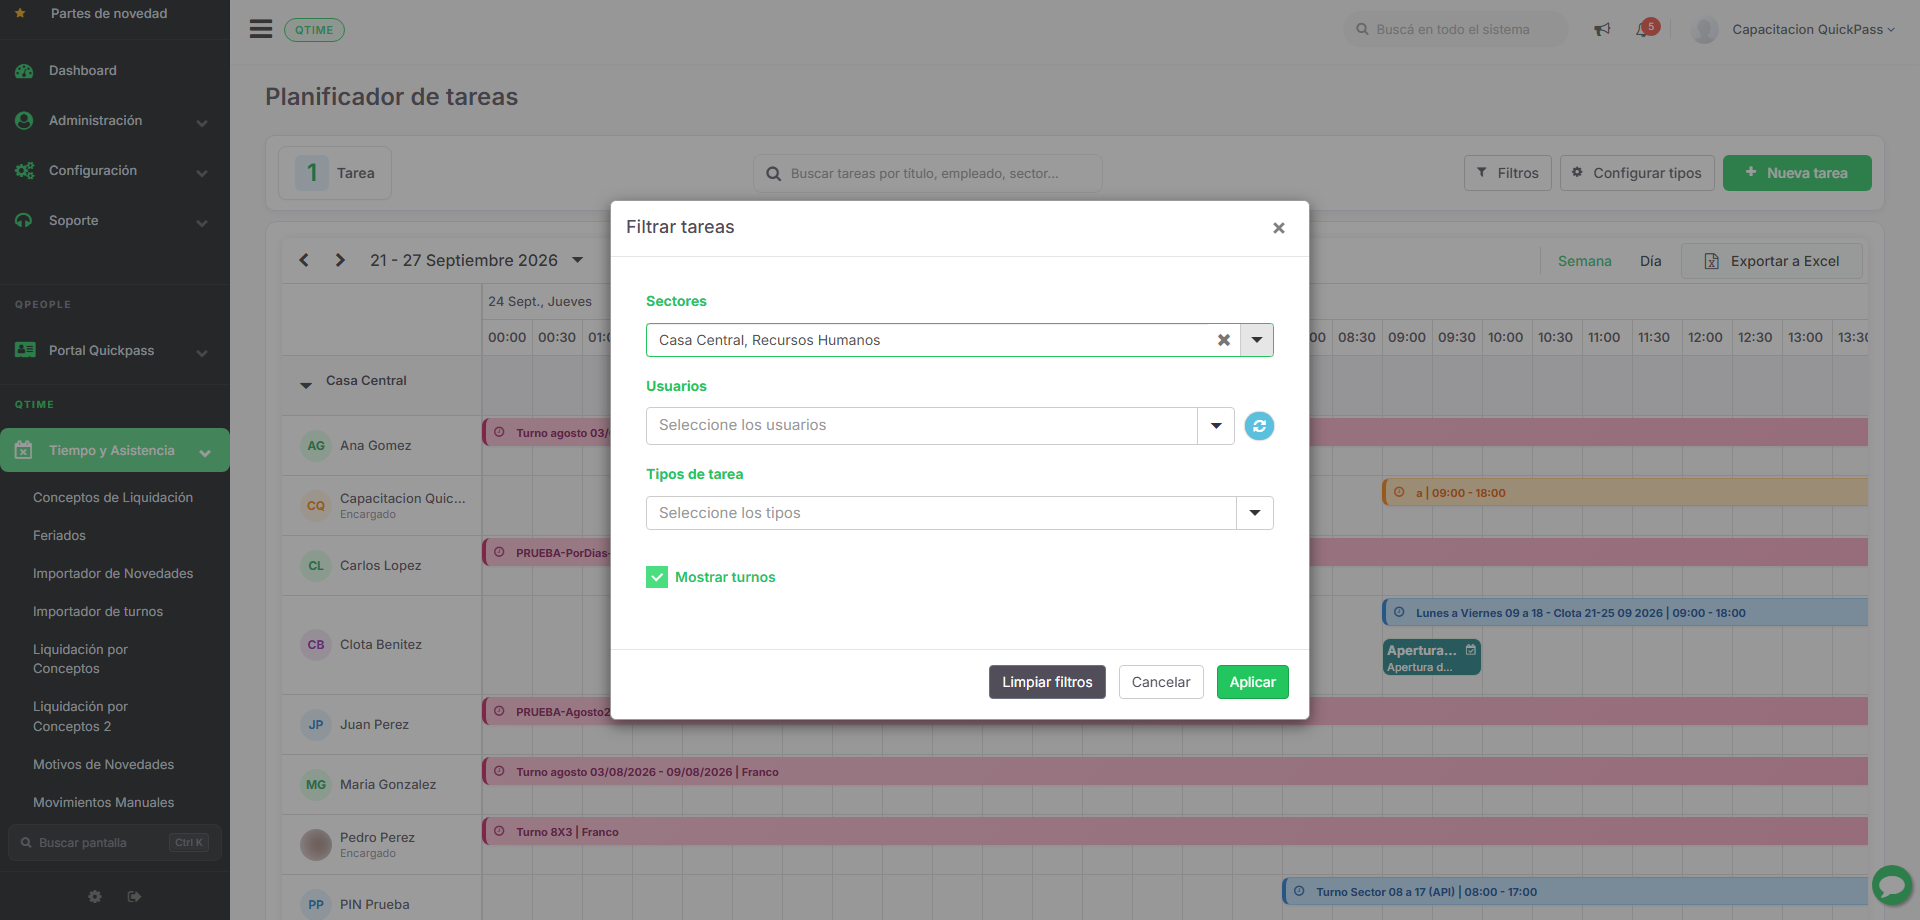 Partes de novedad
Dashboard
Administración
Configuración
Soporte
QPEOPLE
Portal Quickpass
QTIME
Tiempo y Asistencia
Conceptos de Liquidación
Feriados
Importador de Novedades
Importador de turnos
Liquidación por
Conceptos
Liquidación por
Conceptos 2
Motivos de Novedades
Movimientos Manuales
Buscar pantalla
Ctrl K
QTIME
Buscá en todo el sistema
5
Capacitacion QuickPass
Planificador de tareas
1 Tarea
Buscar tareas por título, empleado, sector...
Filtros
Configurar tipos
Nueva tarea
21 - 27 Septiembre 2026
Semana
Día
Exportar a Excel
24 Sept., Jueves
00:00 00:30 01:0
00 08:30 09:00 09:30 10:00 10:30 11:00 11:30 12:00 12:30 13:00 13:30
Casa Central
AG Ana Gomez
Turno agosto 03/
CQ Capacitacion Quic...
Encargado
a | 09:00 - 18:00
CL Carlos Lopez
PRUEBA-PorDias-
CB Clota Benitez
Lunes a Viernes 09 a 18 - Clota 21-25 09 2026 | 09:00 - 18:00
Apertura...
Apertura d...
JP Juan Perez
PRUEBA-Agosto2
MG Maria Gonzalez
Turno agosto 03/08/2026 - 09/08/2026 | Franco
Pedro Perez
Encargado
Turno 8X3 | Franco
PP PIN Prueba
Turno Sector 08 a 17 (API) | 08:00 - 17:00
Filtrar tareas
Sectores
Casa Central, Recursos Humanos
Usuarios
Seleccione los usuarios
Tipos de tarea
Seleccione los tipos
Mostrar turnos
Limpiar filtros
Cancelar
Aplicar